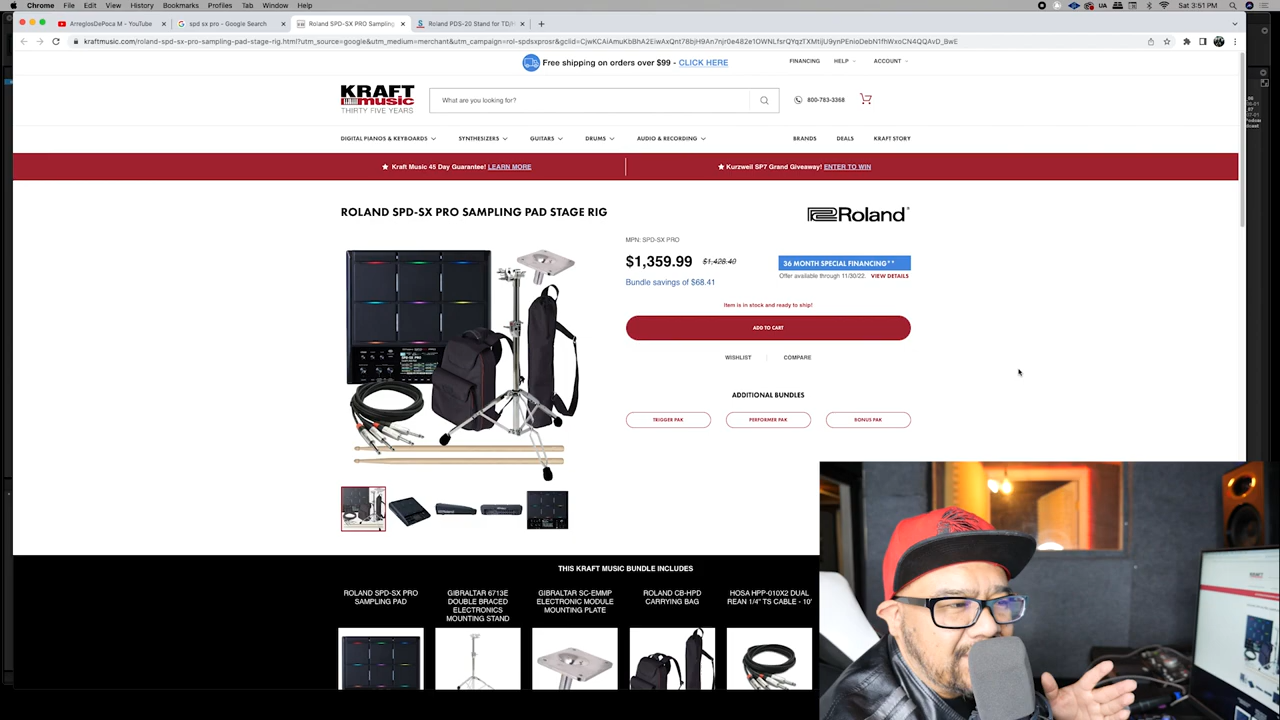 Chrome File Edit View History Bookmarks Profiles Tab Window Help
Sat 3:51 PM
ArreglosDePoca M - YouTube
spd sx pro - Google Search
Roland SPD-SX PRO Sampling
Roland PDS-20 Stand for TD/H
Free shipping on orders over $99 - CLICK HERE
FINANCING HELP ACCOUNT
KRAFT
music
THIRTY FIVE YEARS
What are you looking for?
800-783-3368
DIGITAL PIANOS & KEYBOARDS SYNTHESIZERS GUITARS DRUMS AUDIO & RECORDING BRANDS DEALS KRAFT STORY
Kraft Music 45 Day Guarantee! LEARN MORE
Kurzweil SP7 Grand Giveaway! ENTER TO WIN
ROLAND SPD-SX PRO SAMPLING PAD STAGE RIG
Roland
MPN: SPD-SX PRO
$1,359.99 $1,428.40
Bundle savings of $68.41
36 MONTH SPECIAL FINANCING**
Offer available through 11/30/22. VIEW DETAILS
Item is in stock and ready to ship!
ADD TO CART
WISHLIST COMPARE
ADDITIONAL BUNDLES
TRIGGER PAK PERFORMER PAK BONUS PAK
THIS KRAFT MUSIC BUNDLE INCLUDES
ROLAND SPD-SX PRO
SAMPLING PAD
GIBRALTAR 6713E
DOUBLE BRACED
ELECTRONICS
MOUNTING STAND
GIBRALTAR SC-EMMP
ELECTRONIC MODULE
MOUNTING PLATE
ROLAND CB-HPD
CARRYING BAG
HOSA HPP-010X2 DUAL
REAN 1/4" TS CABLE - 10'